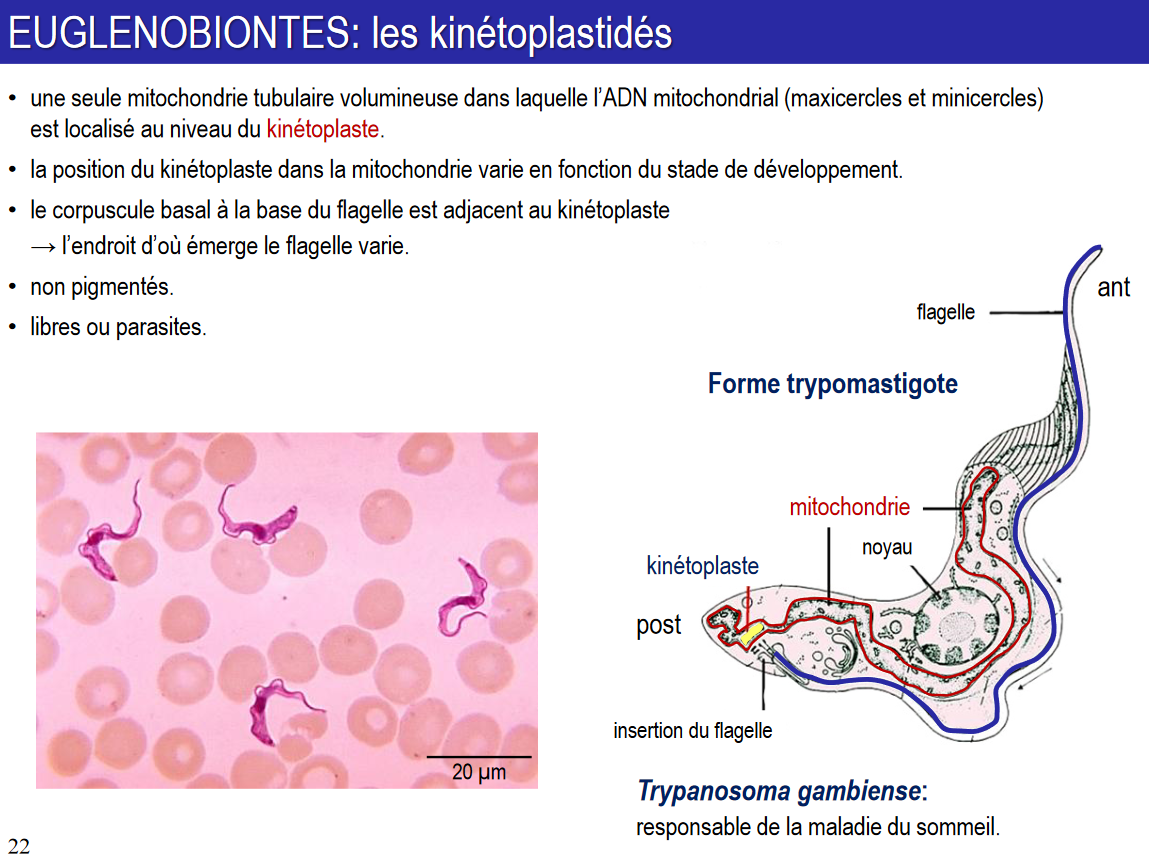 EUGLENOBIONTES: les kinétoplastidés
• une seule mitochondrie tubulaire volumineuse dans laquelle l’ADN mitochondrial (maxicercles et minicercles)
est localisé au niveau du kinétoplaste.
• la position du kinétoplaste dans la mitochondrie varie en fonction du stade de développement.
• le corpuscule basal à la base du flagelle est adjacent au kinétoplaste
→ l’endroit d’où émerge le flagelle varie.
• non pigmentés.
• libres ou parasites.
ant
flagelle
Forme trypomastigote
mitochondrie
noyau
kinétoplaste
post
insertion du flagelle
20 µm
Trypanosoma gambiense:
responsable de la maladie du sommeil.
22